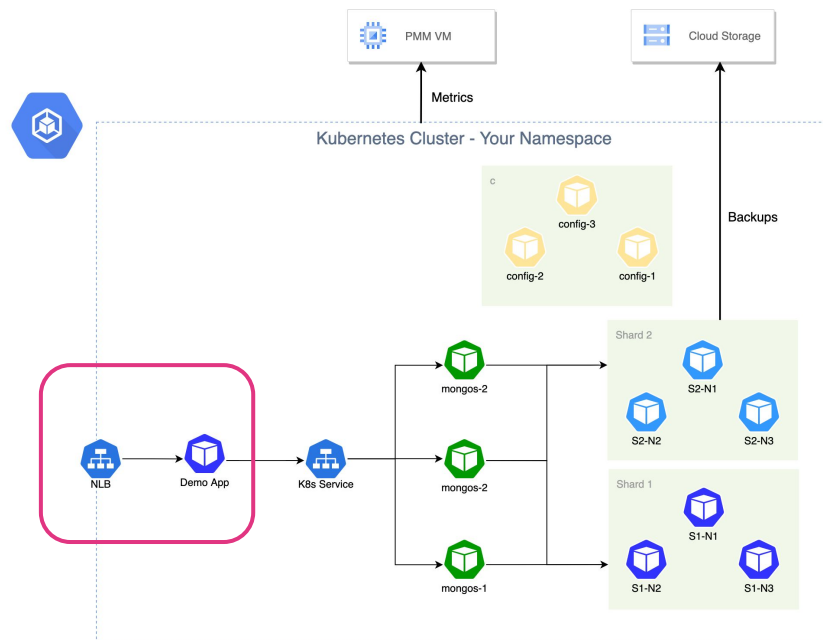 PMM VM
Cloud Storage
Metrics
Kubernetes Cluster - Your Namespace
c
config-3
config-2
config-1
Backups
Shard 2
S2-N1
S2-N2
S2-N3
mongos-2
NLB
Demo App
K8s Service
mongos-2
mongos-1
Shard 1
S1-N1
S1-N2
S1-N3